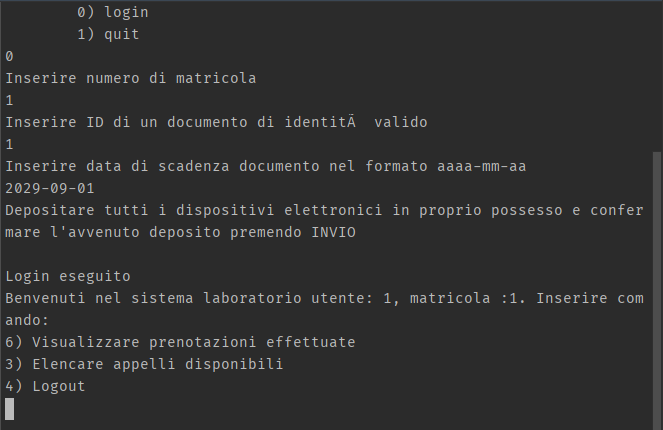 0) login
1) quit
0
Inserire numero di matricola
1
Inserire ID di un documento di identitÃ  valido
1
Inserire data di scadenza documento nel formato aaaa-mm-aa
2029-09-01
Depositare tutti i dispositivi elettronici in proprio possesso e confer
mare l'avvenuto deposito premendo INVIO
Login eseguito
Benvenuti nel sistema laboratorio utente: 1, matricola :1. Inserire com
ando:
6) Visualizzare prenotazioni effettuate
3) Elencare appelli disponibili
4) Logout